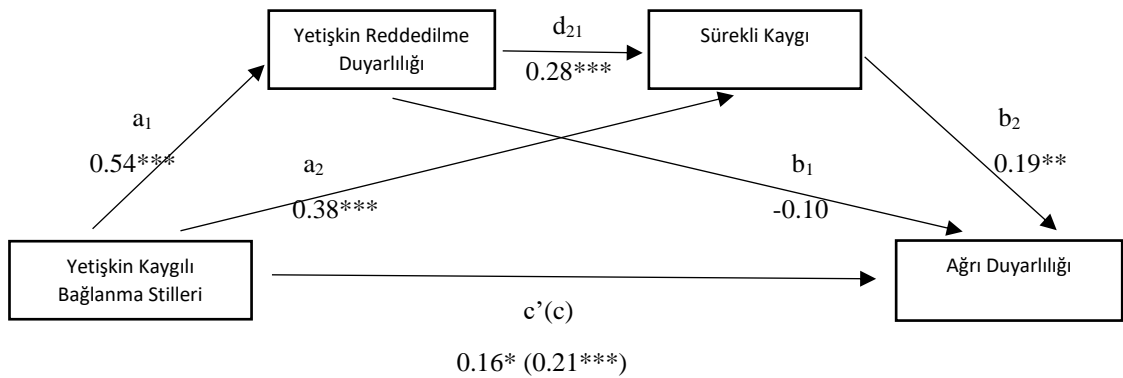 Yetişkin Reddedilme
Duyarlılığı
d21
0.28***
Sürekli Kaygı
a1
0.54***
a2
0.38***
b1
-0.10
b2
0.19**
Yetişkin Kaygılı
Bağlanma Stilleri
Ağrı Duyarlılığı
c’(c)
0.16* (0.21***)